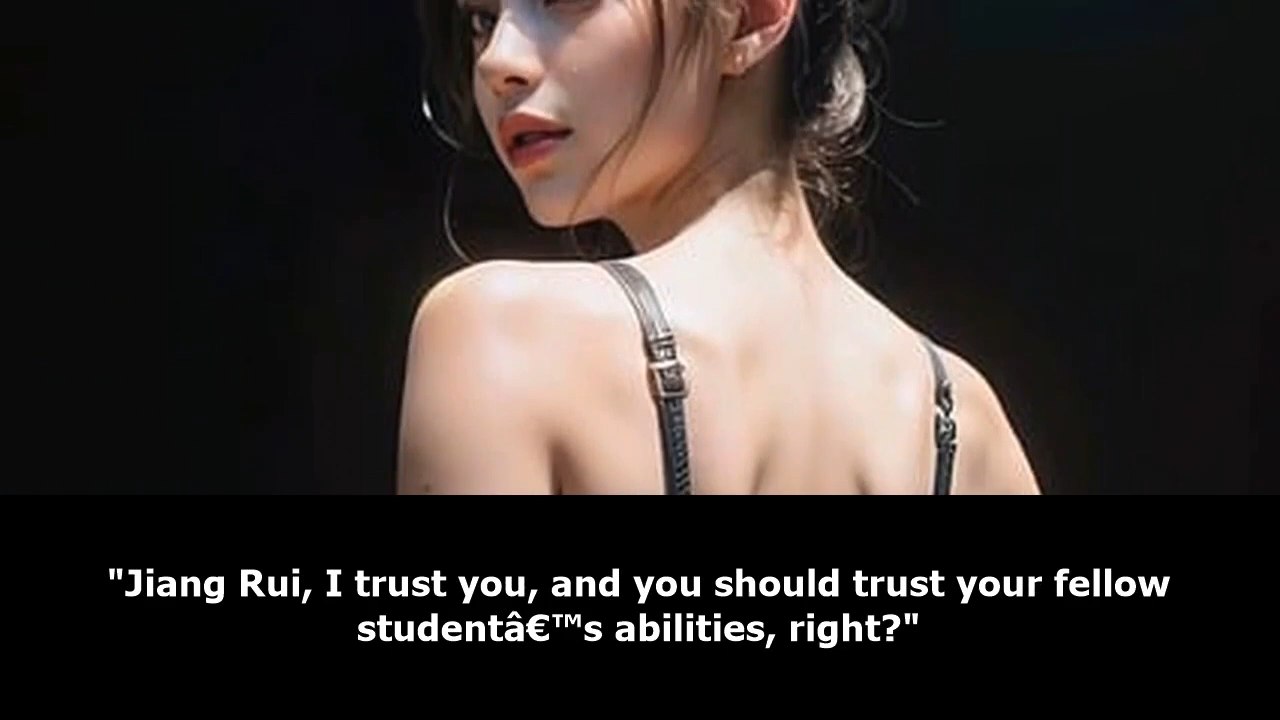 "Jiang Rui, I trust you, and you should trust your fellow
studentâ€™s abilities, right?"